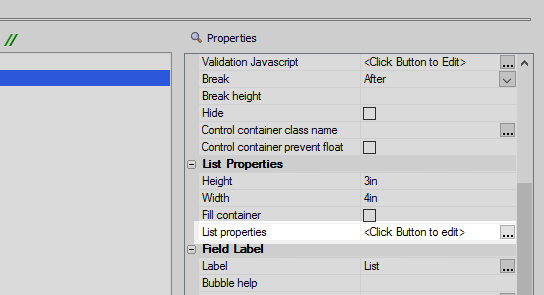 //
Properties
Validation Javascript <Click Button to Edit> ...
Break After
Break height
Hide
Control container class name ...
Control container prevent float
List Properties
Height 3in
Width 4in
Fill container
List properties <Click Button to edit> ...
Field Label
Label List ...
Bubble help